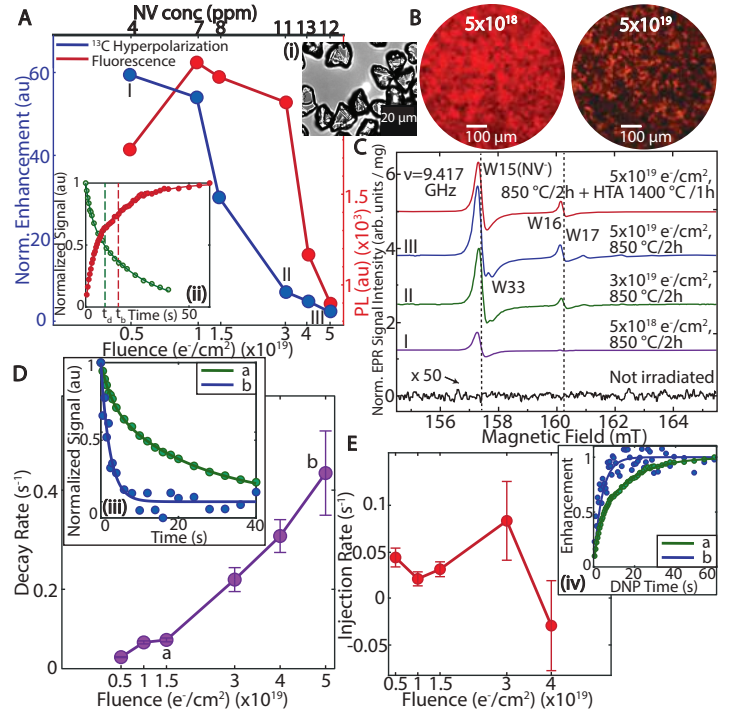 A
NV conc (ppm)
4 7 8 11 13 12
¹³C Hyperpolarization
Fluorescence
(i)
20 µm
I
II
III
Norm. Enhancement (au)
60
40
20
0
PL (au) (x10³)
1.5
1
Normalized Signal (au)
1
0.5
0
0 t_d t_b Time (s) 50
(ii)
0.5 1 1.5 3 4 5
Fluence (e⁻/cm²) (x10¹⁹)
B
5x10¹⁸
100 µm
5x10¹⁹
100 µm
C
Norm. EPR Signal Intensity (arb. units / mg)
6
4
2
0
ν=9.417
GHz
W15(NV⁻)
850 °C/2h + HTA 1400 °C /1h
5x10¹⁹ e⁻/cm²,
W16
W17
III
5x10¹⁹ e⁻/cm²,
850 °C/2h
W33
II
3x10¹⁹ e⁻/cm²,
850 °C/2h
I
5x10¹⁸ e⁻/cm²,
850 °C/2h
x 50
Not irradiated
156 158 160 162 164
Magnetic Field (mT)
D
Decay Rate (s⁻¹)
0.4
0.2
0
a
b
Normalized Signal (au)
1
0.5
0
a
b
(iii)
0 20 40
Time (s)
0.5 1 1.5 3 4 5
Fluence (e⁻/cm²) (x10¹⁹)
E
Injection Rate (s⁻¹)
0.1
0.05
0
-0.05
Enhancement
1
0.5
0
a
b
(iv)
0 20 40 60
DNP Time (s)
0.5 1 1.5 3 4
Fluence (e⁻/cm²) (x10¹⁹)